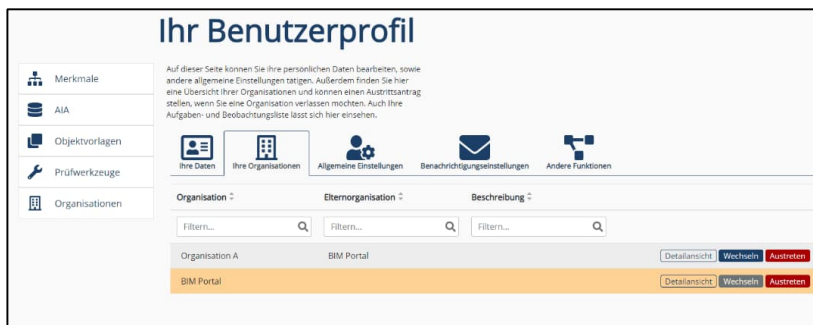 Ihr Benutzerprofil
Auf dieser Seite können Sie ihre personlichen Daten bearbeiten, sowie
andere allgemeine Einstellungen tatigen. Außerdem finden Sie hier
eine Übersicht Ihrer Organisationen und können einen Austrittsantrag
stellen, wenn Sie eine Organisation verlassen mochten. Auch Ihre
Aufgaben- und Beobachtungsliste lässt sich hier einsehen.
Merkmale
AIA
Objektvorlagen
Prüfwerkzeuge
Organisationen
Ihre Daten Ihre Organisationen Allgemeine Einstellungen Benachrichtigungseinstellungen Andere Funktionen
Organisation Elternorganisation Beschreibung
Filtern... Filtern... Filtern...
Organisation A BIM Portal Detailansicht Wechseln Austreten
BIM Portal Detailansicht Wechseln Austreten